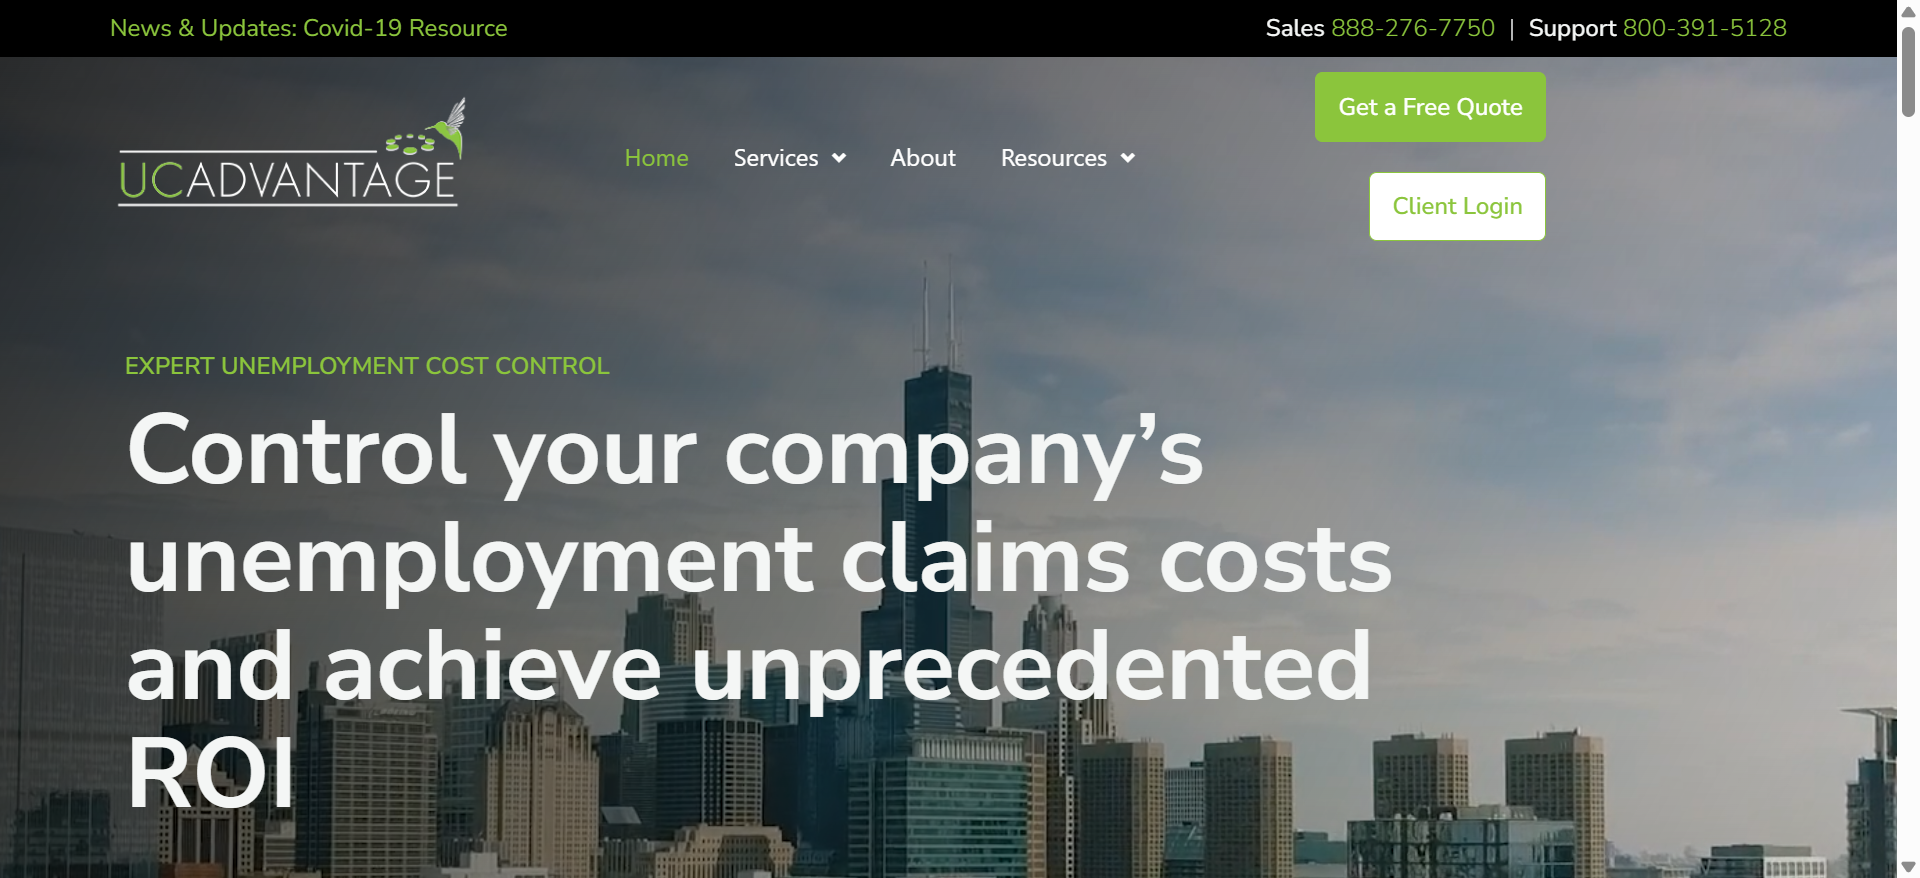 News & Updates: Covid-19 Resource
Sales 888-276-7750 | Support 800-391-5128
UCADVANTAGE
Home Services About Resources
Get a Free Quote
Client Login
EXPERT UNEMPLOYMENT COST CONTROL
Control your company’s
unemployment claims costs
and achieve unprecedented
ROI